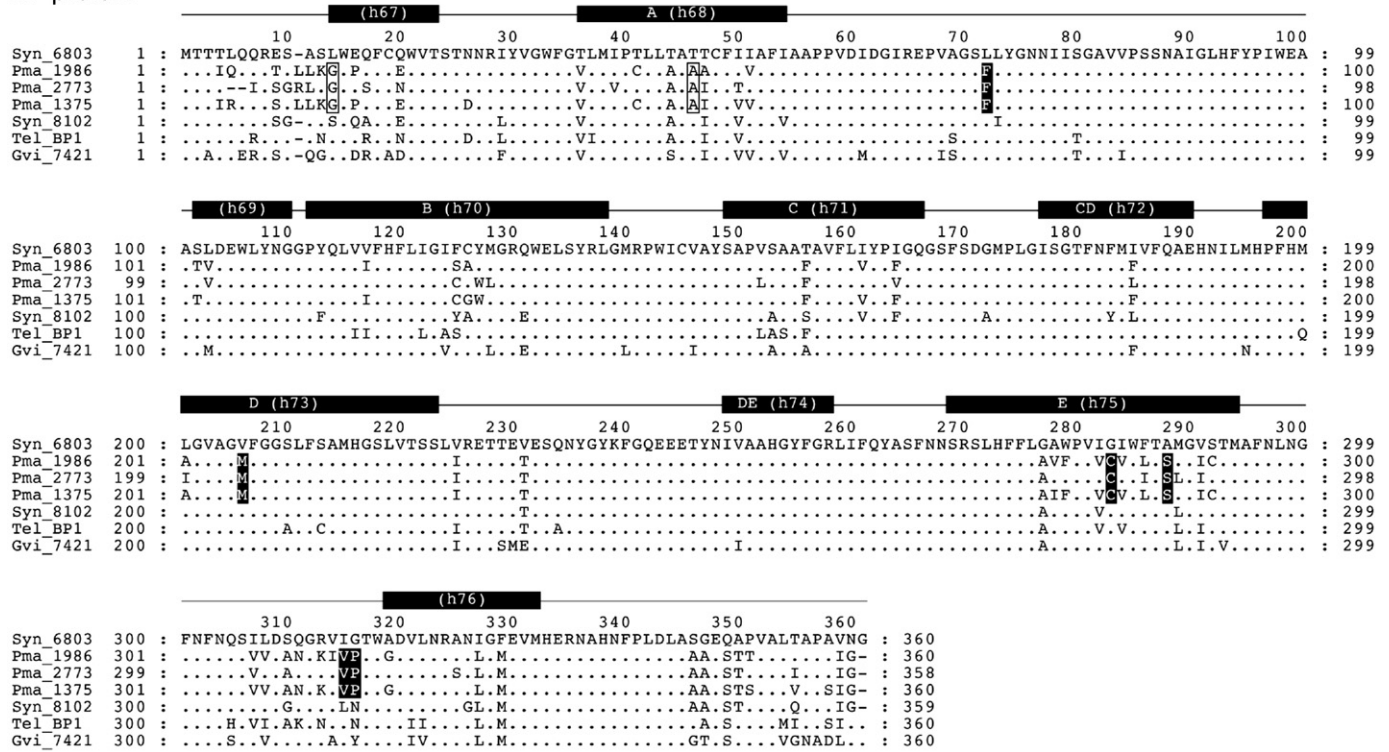 (h67) A (h68)
10 20 30 40 50 60 70 80 90 100
Syn_6803 1 : MTTTLQQRES-ASLWEQFCQWVTSTNNRIYVGWFGTLMIPTLLTATTCFIIAFIAAPPVDIDGIREPVAGSLLYGNNIISGAVVPSSNAIGLHFYPIWEA : 99
Pma_1986 1 : ...IQ...T.LLKG.P...E...............V....C..A.AA...V....................F............................ : 100
Pma_2773 1 : ....--I.SGRL.G..S..N...............V..V....A.AI..T.....................F............................ : 98
Pma_1375 1 : ...IR...S.LLKG.P...N.....D.........V....C..A.AI..VV....................F............................ : 100
Syn_8102 1 : ........SG-..S.QA..N........L......V.......A..I..V...V..................I........................... : 99
Tel_BP1 1 : ......R...-.N...R..N.....D..L......VI......A..I..V..................S..........T.................... : 99
Gvi_7421 1 : ..A..ER.S.-QG..DR.AD........F......V.......S..I..VV..V......M......IS..........T...I................ : 99
(h69) B (h70) C (h71) CD (h72)
110 120 130 140 150 160 170 180 190 200
Syn_6803 100 : ASLDEWLYNGGPYQLVVFHFLIGIFCYMGRQWELSYRLGMRPWICVAYSAPVSAATAVFLIYPIGQGSFSDGMPLGISGTFNFMIVFQAEHNILMHPFHM : 199
Pma_1986 101 : .TV.............I.......SA.............................F....V..F....................F............... : 200
Pma_2773 99 : ..V.....................C.WL.......................L...F.......V....................L............... : 198
Pma_1375 101 : .T..............I.......CGW............................F....V..F....................F............... : 200
Syn_8102 100 : ............F...........YA....E.....................A..S....V..F.......A..........Y.L............... : 199
Tel_BP1 100 : ...............II....L.AS..........................LAS.F...........................................Q : 199
Gvi_7421 100 : ..M....................V...L..E........L.....I......A..A............................F.........M..... : 199
D (h73) DE (h74) E (h75)
210 220 230 240 250 260 270 280 290 300
Syn_6803 200 : LGVAGVFGGSLFSAMHGSLVTSSLVRETTEVESQNYGYKFGQEEETYNIVAAHGYFGRLIFQYASFNNSRSLHFFLGAWPVIGIWFTAMGVSTMAFNLNG : 299
Pma_1986 201 : A....M..................I.....T.............................................AVF..VCV.L.S..IC........ : 300
Pma_2773 199 : I....M..................I.....T.............................................A.....C..I.SL.I......... : 298
Pma_1375 201 : A....M..................I.....T.............................................AIF..VCV.L.S..IC........ : 300
Syn_8102 200 : ..............................T.............................................A....V......L........... : 299
Tel_BP1 200 : .........A..C...........I.....T..A..........................................A....V.V....L.I......... : 299
Gvi_7421 200 : ........................I...SME..................I..........................A...........L.I.V....... : 299
(h76)
310 320 330 340 350 360
Syn_6803 300 : FNFNQSILDSQGRVIGTWADVLNRANIGFEVMHERNAHNFPLDLASGEQAPVALTAPAVNG : 360
Pma_1986 301 : ......VV.AN.KIVP..G.......L.M................AA.STT.......IG- : 360
Pma_2773 299 : ......V..A....VP........S.L.M................AA.ST.....I..IG- : 358
Pma_1375 301 : ......VV.AN.K.VP..G.......L.M................AA.STS...V..SIG- : 360
Syn_8102 300 : .........G....LN.........GL.M................AA.ST....Q...IG- : 359
Tel_BP1 300 : ....H.VI.AK.N..N....II....L.M.................A.S....MI..SI.. : 360
Gvi_7421 300 : ....S..V.....A.Y....IV....L.M................GT.S....VGNADL.. : 360